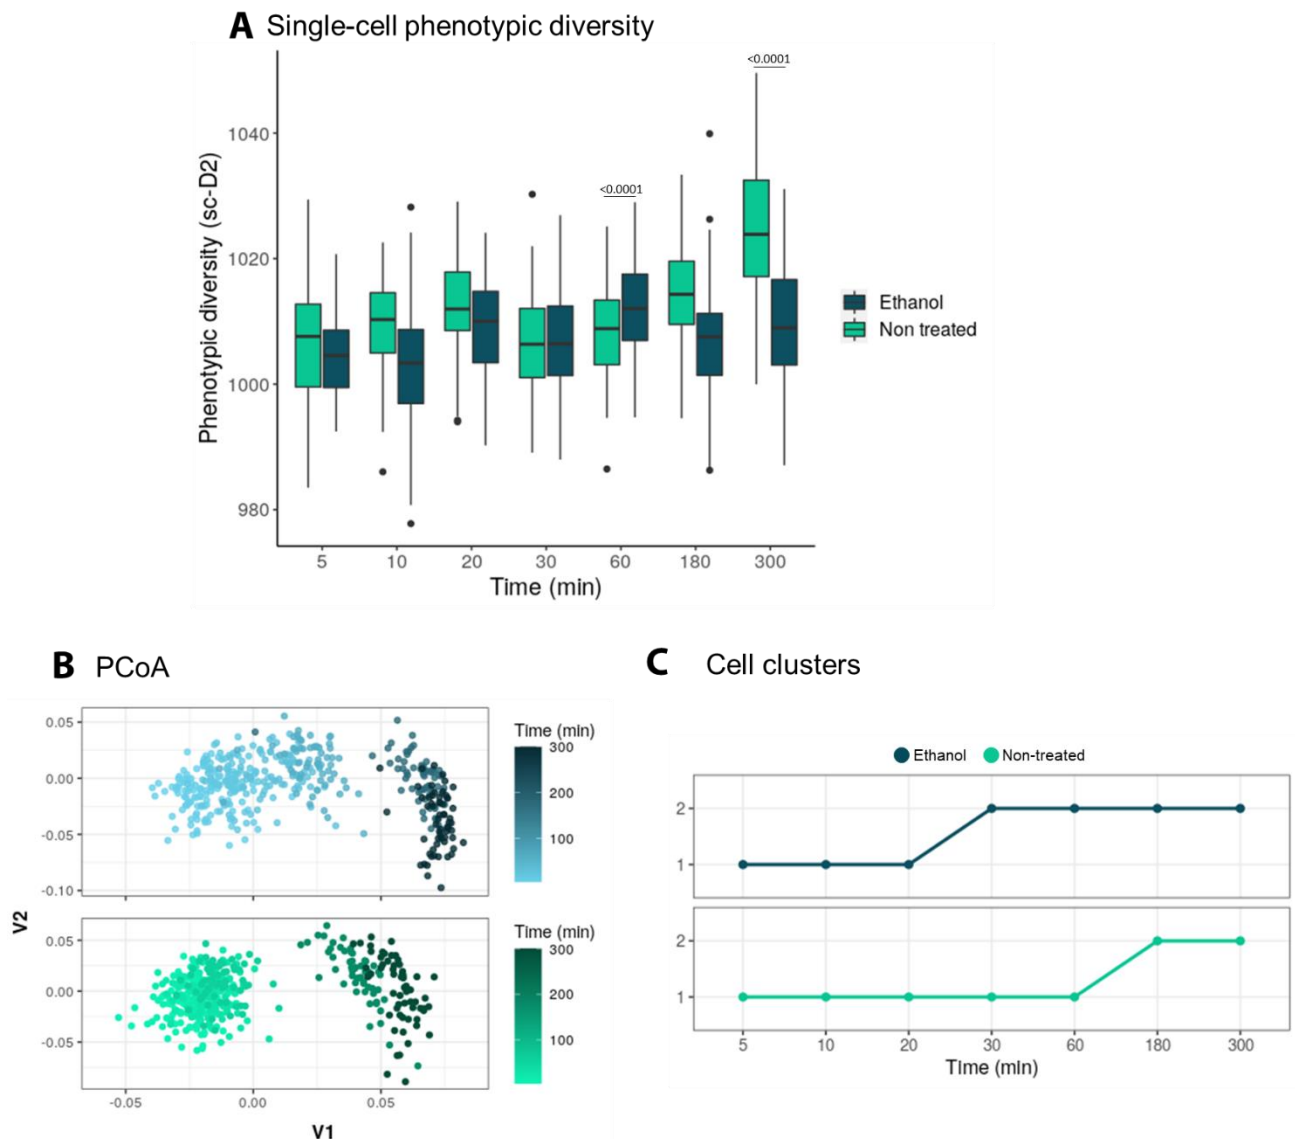 A Single-cell phenotypic diversity
<0.0001
<0.0001
1040
1020
1000
980
Phenotypic diversity (sc-D2)
5 10 20 30 60 180 300
Time (min)
Ethanol
Non treated
B PCoA
0.05
0.00
-0.05
-0.10
Time (min)
300
200
100
0.05
0.00
-0.05
Time (min)
300
200
100
-0.05 0.00 0.05
V2
V1
C Cell clusters
Ethanol Non-treated
2
1
2
1
5 10 20 30 60 180 300
Time (min)